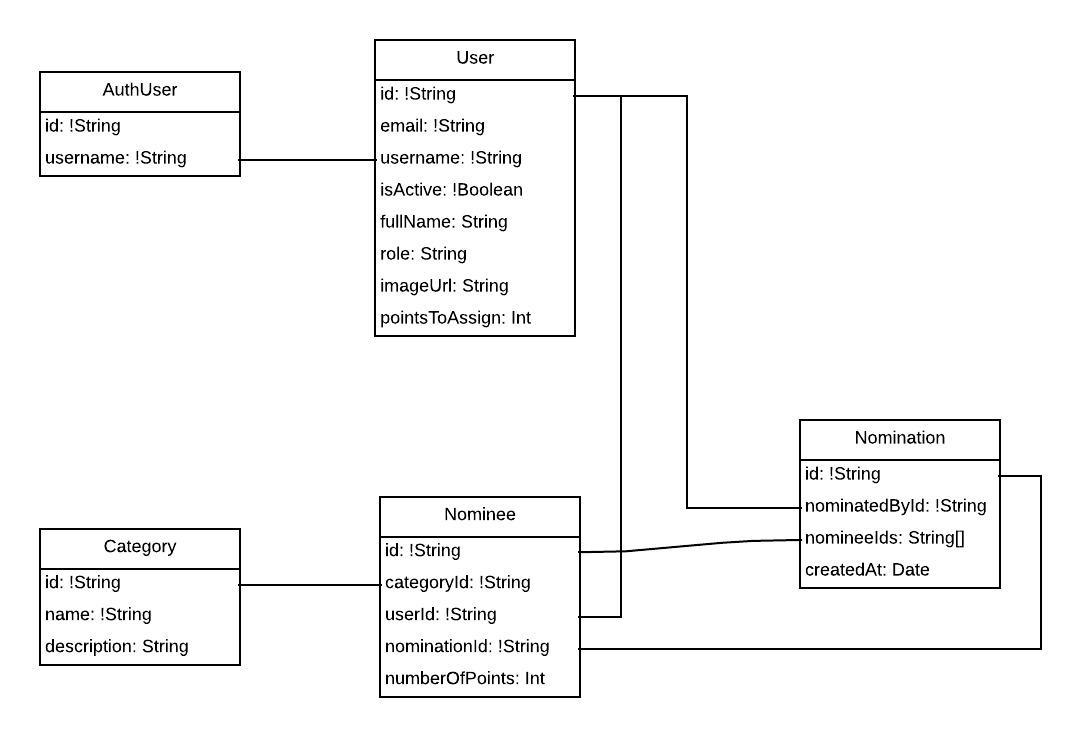 AuthUser
id: !String
username: !String
User
id: !String
email: !String
username: !String
isActive: !Boolean
fullName: String
role: String
imageUrl: String
pointsToAssign: Int
Category
id: !String
name: !String
description: String
Nominee
id: !String
categoryId: !String
userId: !String
nominationId: !String
numberOfPoints: Int
Nomination
id: !String
nominatedById: !String
nomineeIds: String[]
createdAt: Date